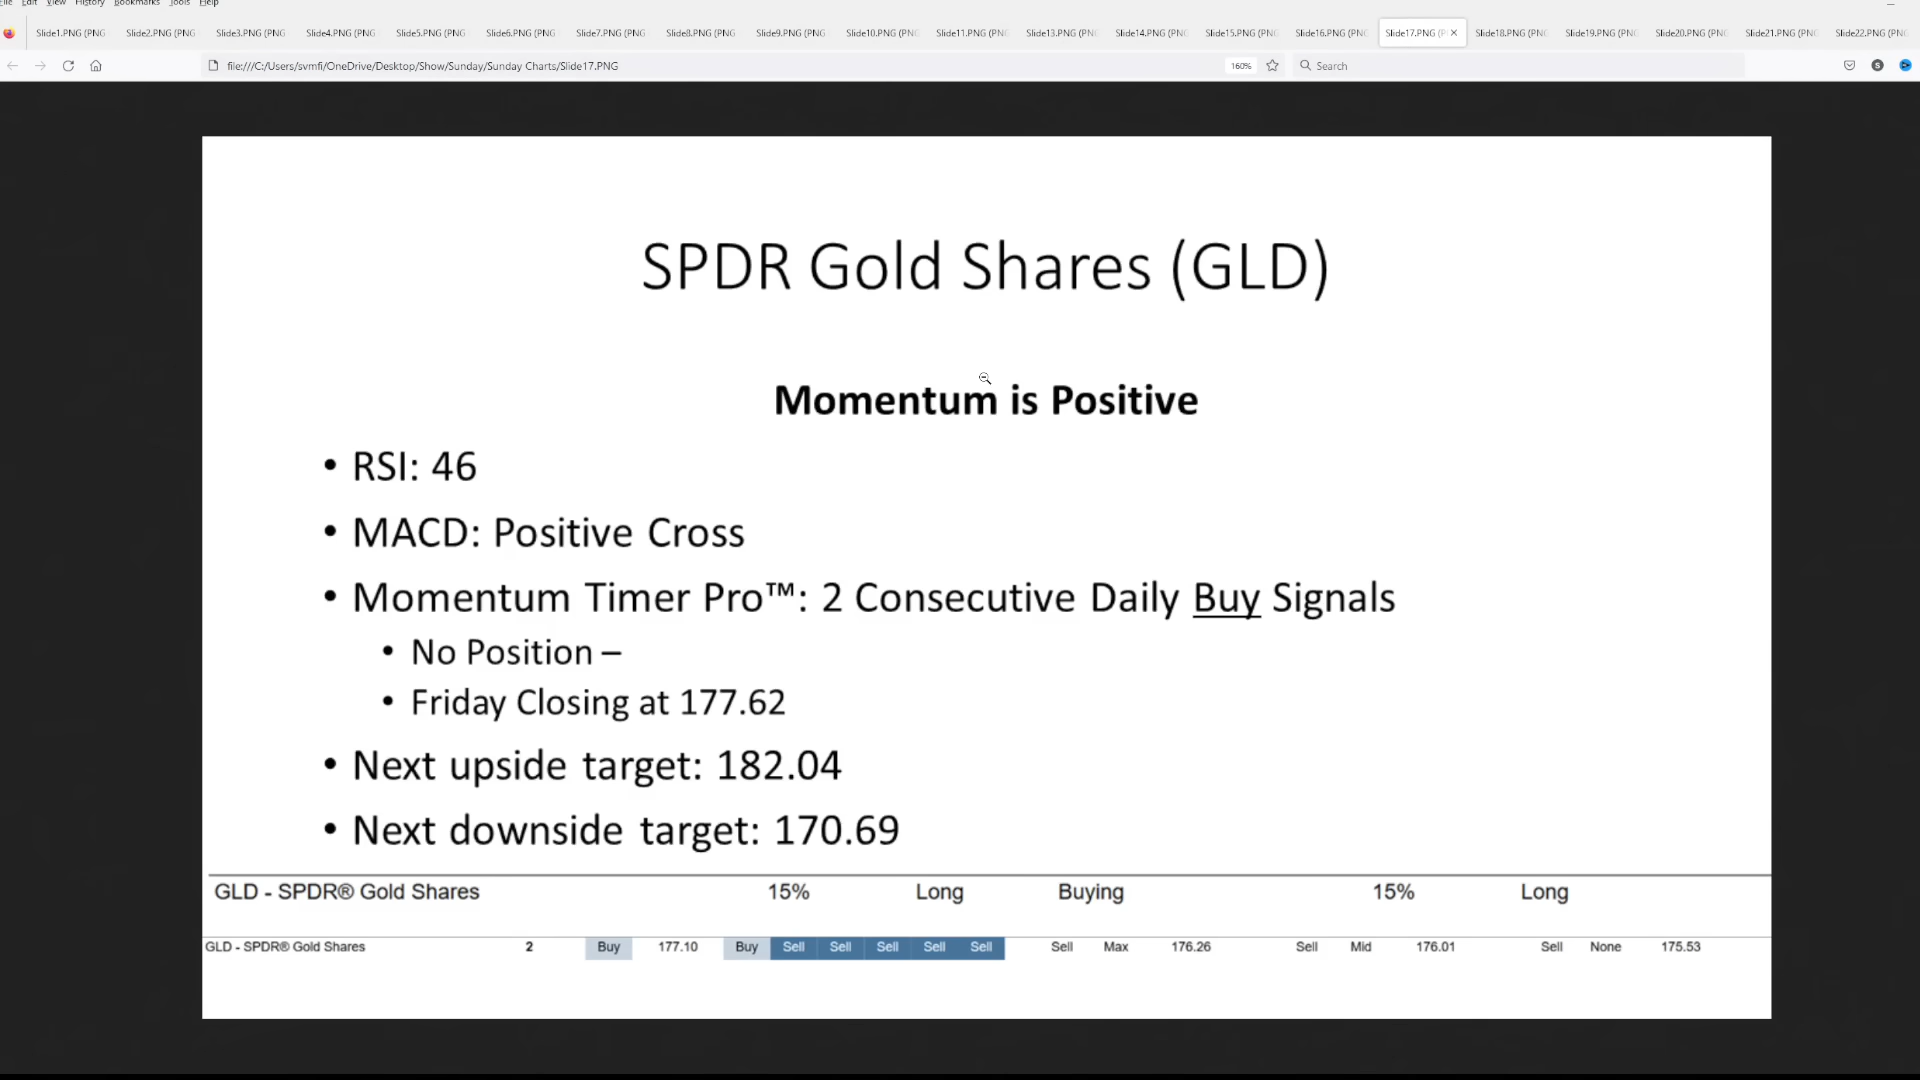 File Edit View History Bookmarks Tools Help
Slide1.PNG (PNG Slide2.PNG (PNG Slide3.PNG (PNG Slide4.PNG (PNG Slide5.PNG (PNG Slide6.PNG (PNG Slide7.PNG (PNG Slide8.PNG (PNG Slide9.PNG (PNG Slide10.PNG (PNG Slide11.PNG (PN Slide13.PNG (PN Slide14.PNG (PN Slide15.PNG (PN Slide16.PNG (PN Slide17.PNG (P Slide18.PNG (PN Slide19.PNG (PN Slide20.PNG (PN Slide21.PNG (PN Slide22.PNG (PN
file:///C:/Users/svmfi/OneDrive/Desktop/Show/Sunday/Sunday Charts/Slide17.PNG 160% Search S
SPDR Gold Shares (GLD)
Momentum is Positive
• RSI: 46
• MACD: Positive Cross
• Momentum Timer Pro™: 2 Consecutive Daily Buy Signals
• No Position –
• Friday Closing at 177.62
• Next upside target: 182.04
• Next downside target: 170.69
GLD - SPDR® Gold Shares 15% Long Buying 15% Long
GLD - SPDR® Gold Shares 2 Buy 177.10 Buy Sell Sell Sell Sell Sell Sell Max 176.26 Sell Mid 176.01 Sell None 175.53